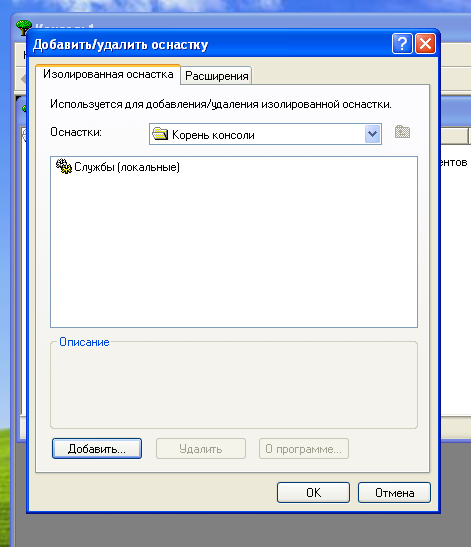 Добавить/удалить оснастку
Изолированная оснастка
Расширения
Используется для добавления/удаления изолированной оснастки.
Оснастки:
Корень консоли
Службы (локальные)
Описание
Добавить...
Удалить
О программе...
OK
Отмена